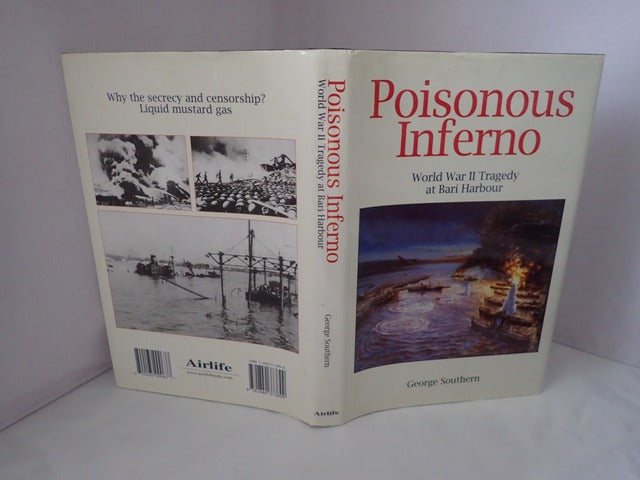 Why the secrecy and censorship?
Liquid mustard gas
Airlife
Poisonous Inferno
World War II Tragedy at Bari Harbour
George Southern
Airlife
Poisonous
Inferno
World War II Tragedy
at Bari Harbour
George Southern